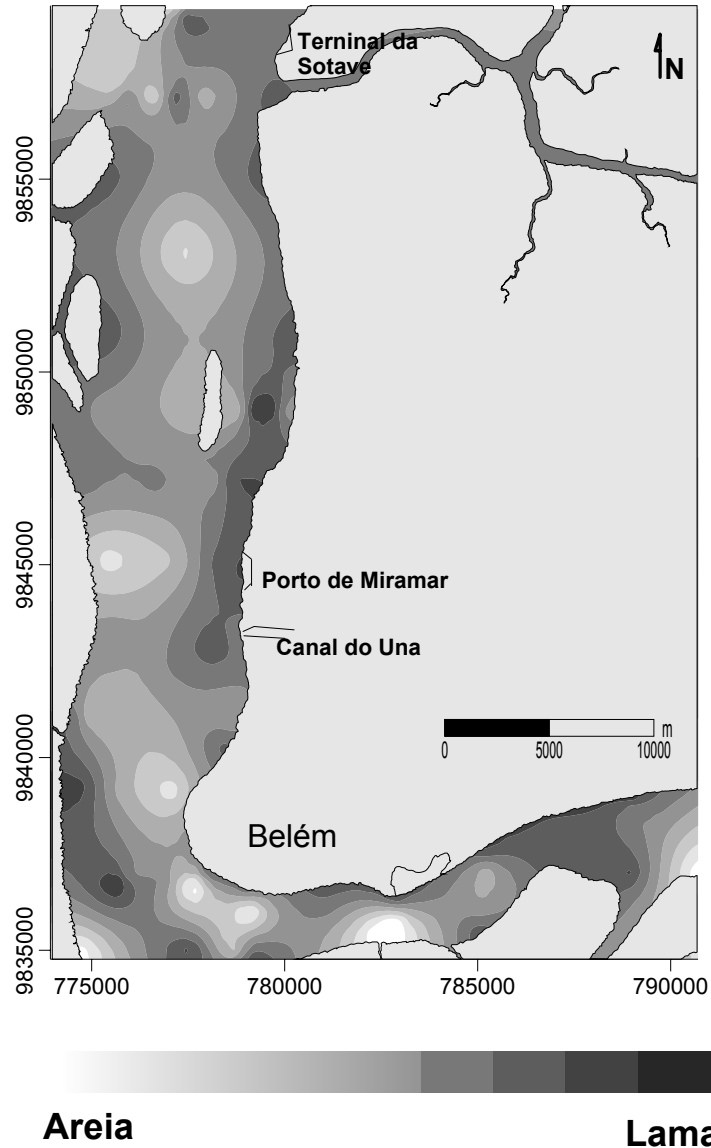 Terninal da
Sotave
N
9855000
9850000
9845000
Porto de Miramar
Canal do Una
m
0
5000
10000
9840000
Belém
9835000
775000
780000
785000
790000
Areia
Lama